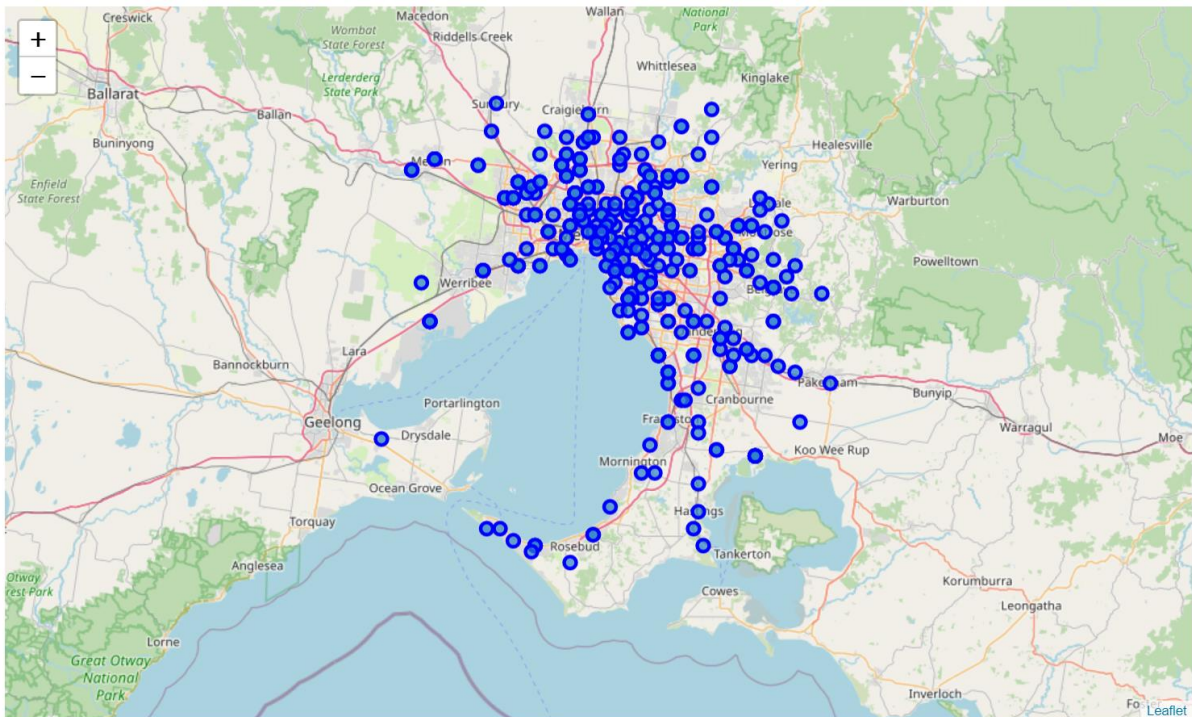 Creswick
Macedon
Wallan
National
Park
Riddells Creek
Wombat
State Forest
+
−
Whittlesea
Kinglake
Lerderderg
State Park
Ballarat
Craigieburn
Ballan
Buninyong
Healesville
Yering
Enfield
State Forest
Warburton
Powelltown
Werribee
Lara
Bannockburn
Pakenham
Bunyip
Cranbourne
Portarlington
Geelong
Warragul
Drysdale
Moe
Koo Wee Rup
Mornington
Ocean Grove
Torquay
Rosebud
Tankerton
Anglesea
Korumburra
Cowes
Leongatha
Lorne
Great Otway
National
Park
Inverloch
Leaflet